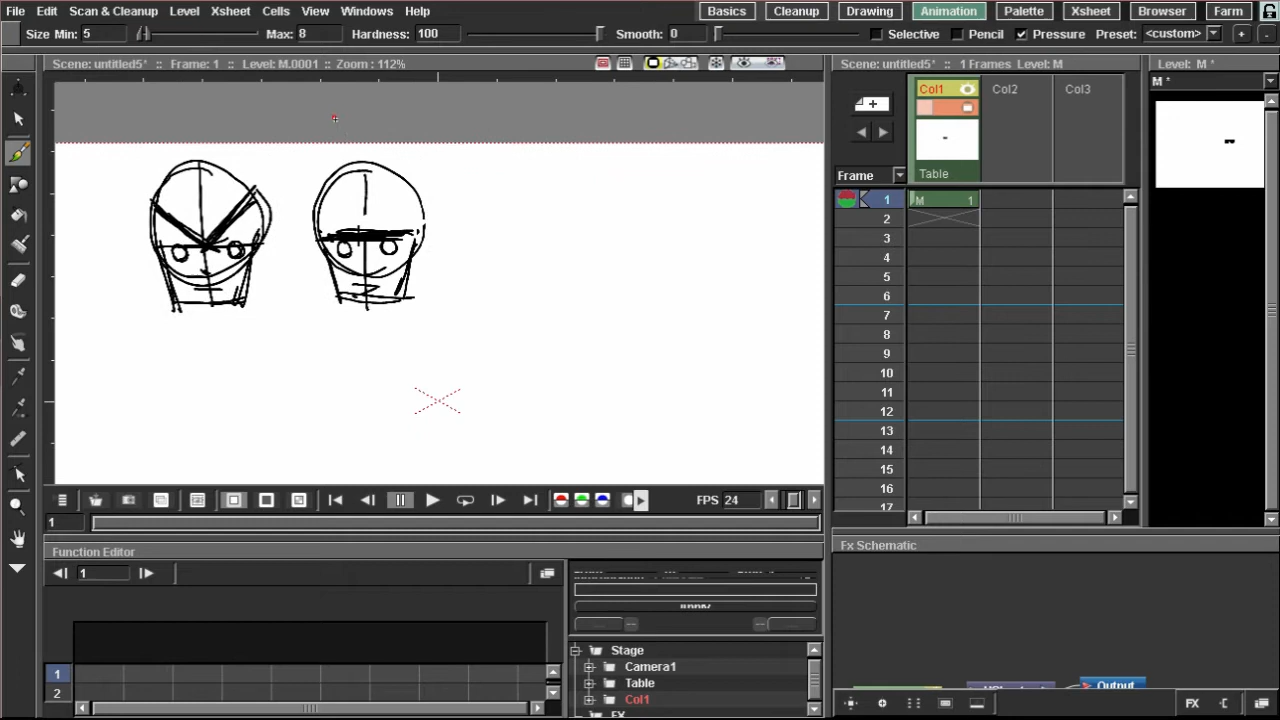 File Edit Scan & Cleanup Level Xsheet Cells View Windows Help Basics Cleanup Drawing Animation Palette Xsheet Browser Farm
Size Min: 5 Max: 8 Hardness: 100 Smooth: 0 Selective Pencil Pressure Preset: <custom> + -
Scene: untitled5* :: Frame: 1 :: Level: M.0001 :: Zoom : 112%
Scene: untitled5* :: 1 Frames Level: M
Level: M *
M *
Col1 Col2 Col3
+
Table
Frame
1 M 1
2
3
4
5
6
7
8
9
10
11
12
13
14
15
16
17
FPS 24
1
Function Editor
1
1
2
Stage
Camera1
Table
Col1
FX
Fx Schematic
Output
FX